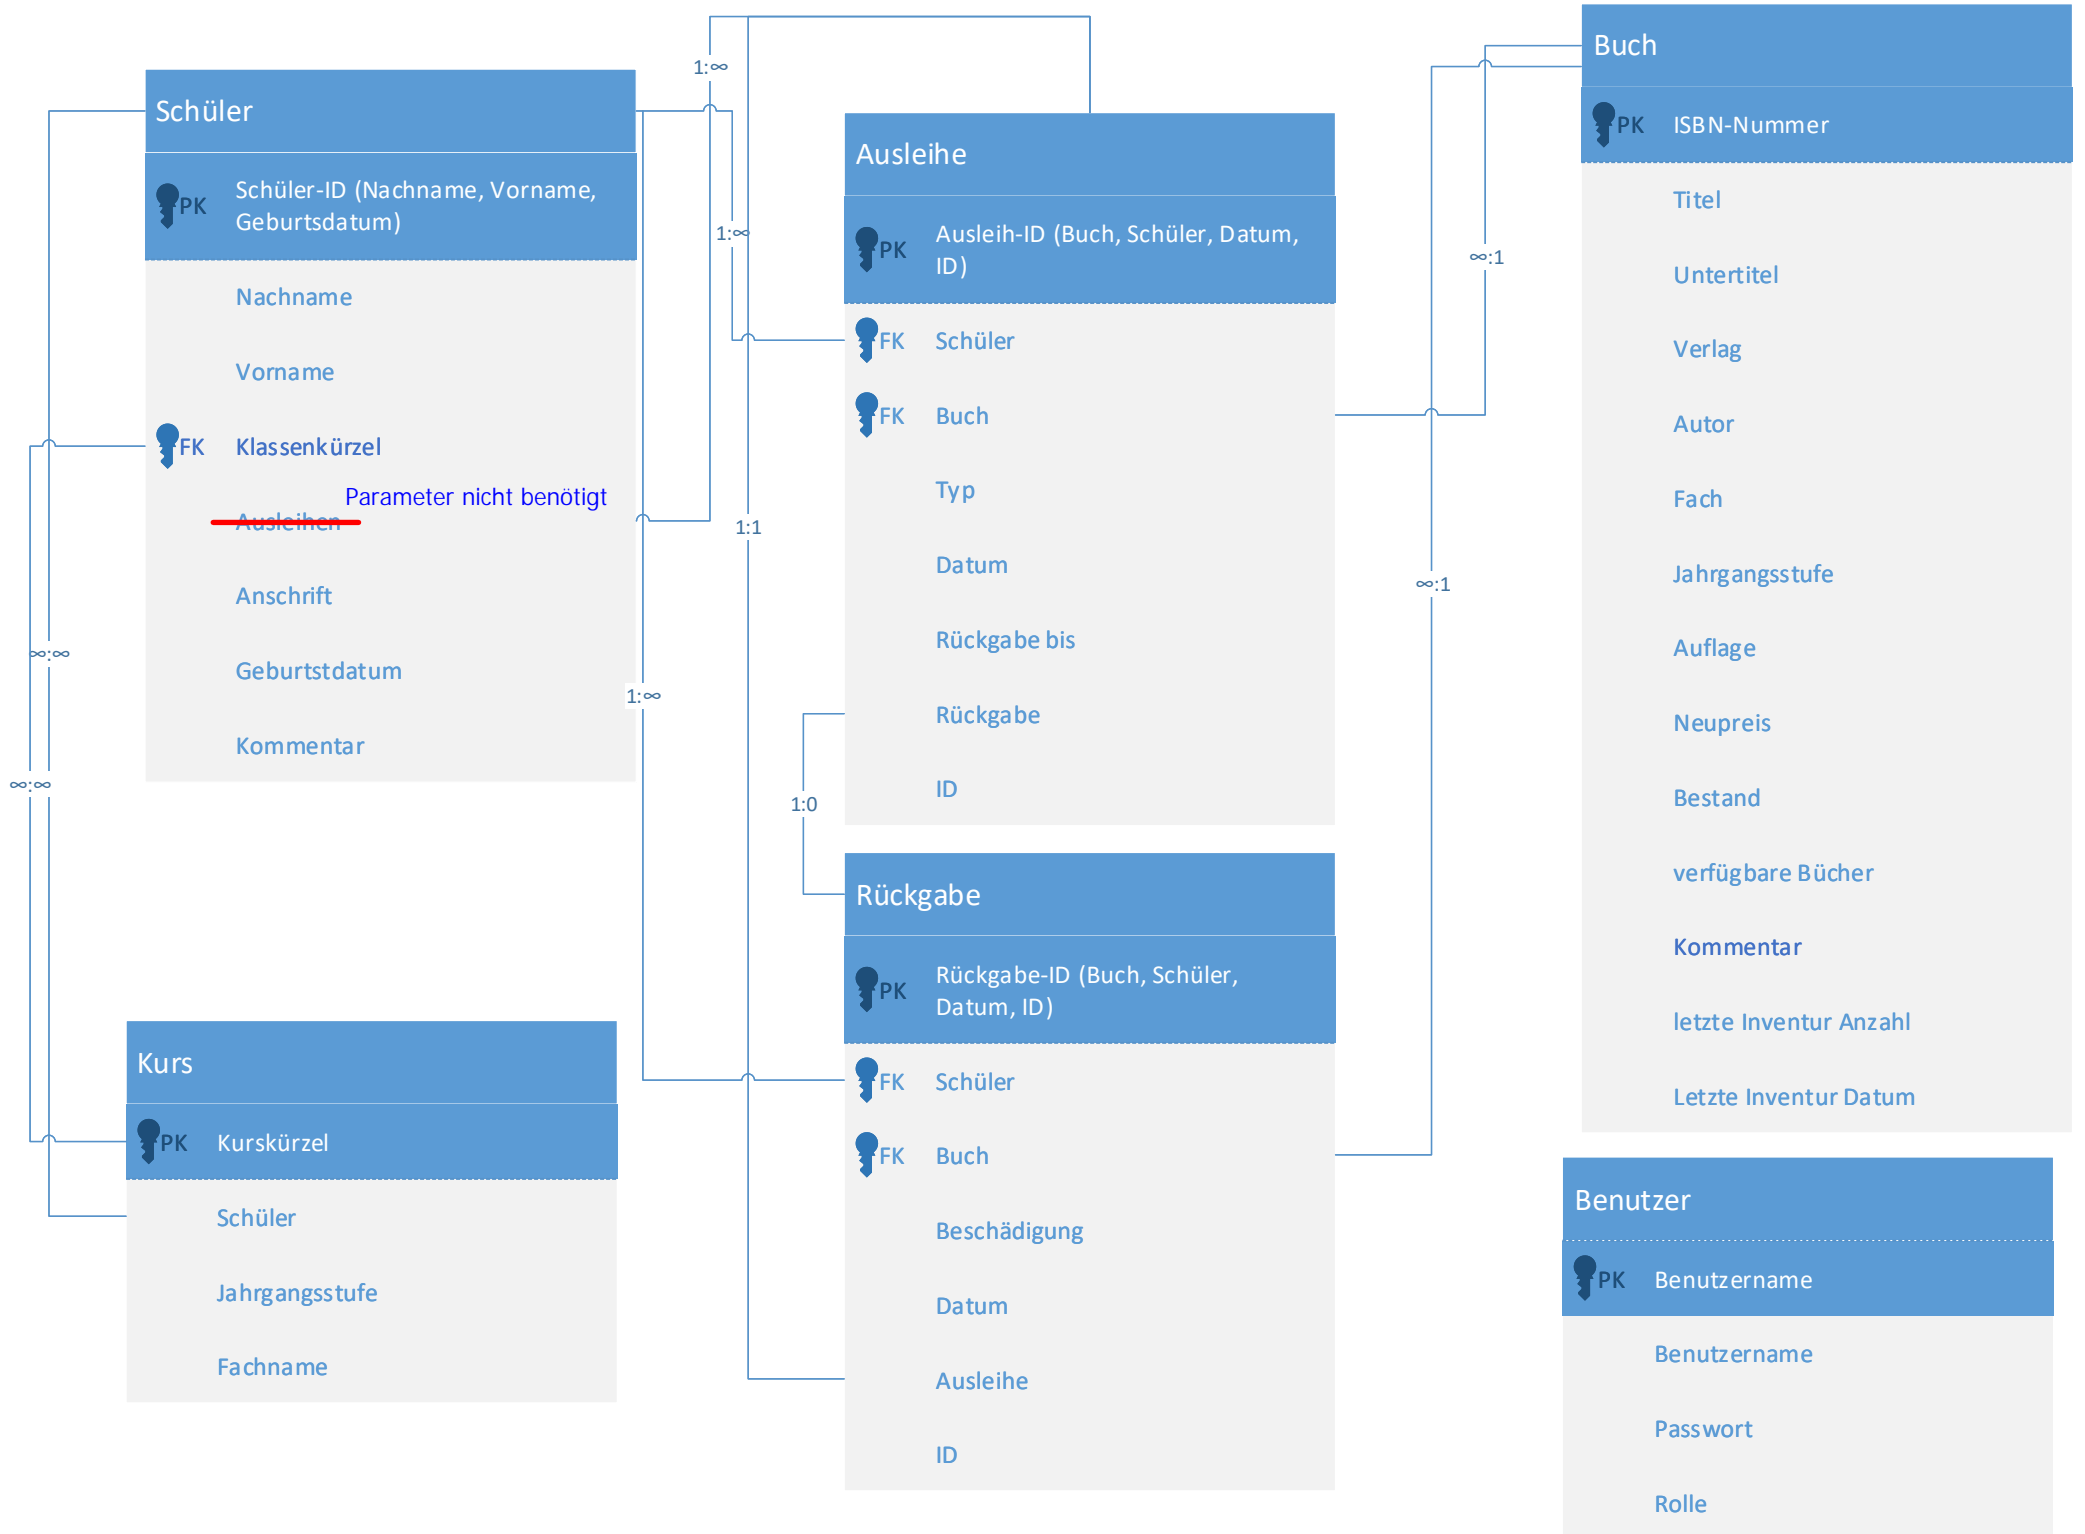 Schüler
PK
Schüler-ID (Nachname, Vorname,
Geburtsdatum)
Nachname
Vorname
FK
Klassenkürzel
Parameter nicht benötigt
Ausleihen
Anschrift
Geburtstdatum
Kommentar
∞:∞
∞:∞
1:∞
1:∞
1:∞
1:1
1:0
Kurs
PK
Kurskürzel
Schüler
Jahrgangsstufe
Fachname
Ausleihe
PK
Ausleih-ID (Buch, Schüler, Datum,
ID)
FK
Schüler
FK
Buch
Typ
Datum
Rückgabe bis
Rückgabe
ID
Rückgabe
PK
Rückgabe-ID (Buch, Schüler,
Datum, ID)
FK
Schüler
FK
Buch
Beschädigung
Datum
Ausleihe
ID
∞:1
∞:1
Buch
PK
ISBN-Nummer
Titel
Untertitel
Verlag
Autor
Fach
Jahrgangsstufe
Auflage
Neupreis
Bestand
verfügbare Bücher
Kommentar
letzte Inventur Anzahl
Letzte Inventur Datum
Benutzer
PK
Benutzername
Benutzername
Passwort
Rolle